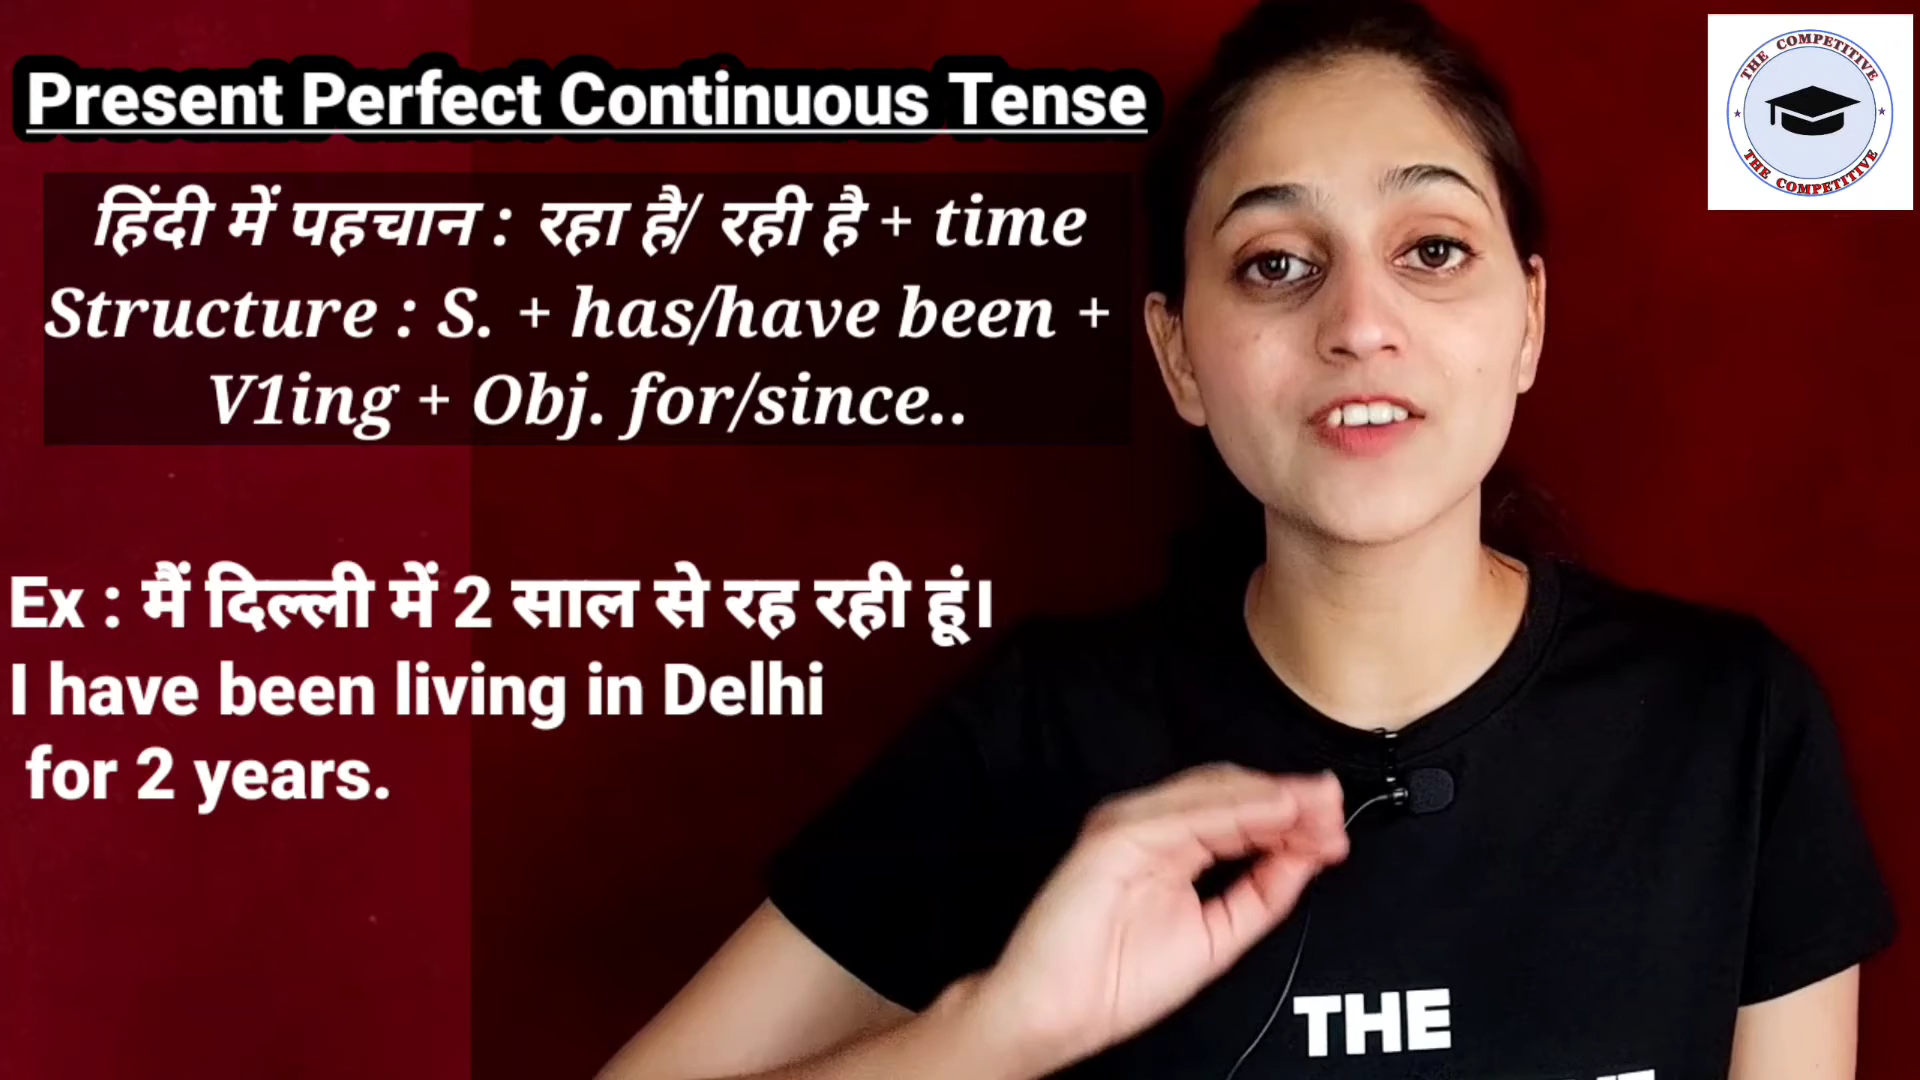 Present Perfect Continuous Tense
हिंदी में पहचान : रहा है/ रही है + time
Structure : S. + has/have been +
V1ing + Obj. for/since..
Ex : मैं दिल्ली में 2 साल से रह रही हूं।
I have been living in Delhi
for 2 years.
THE COMPETITIVE
THE COMPETITIVE
THE